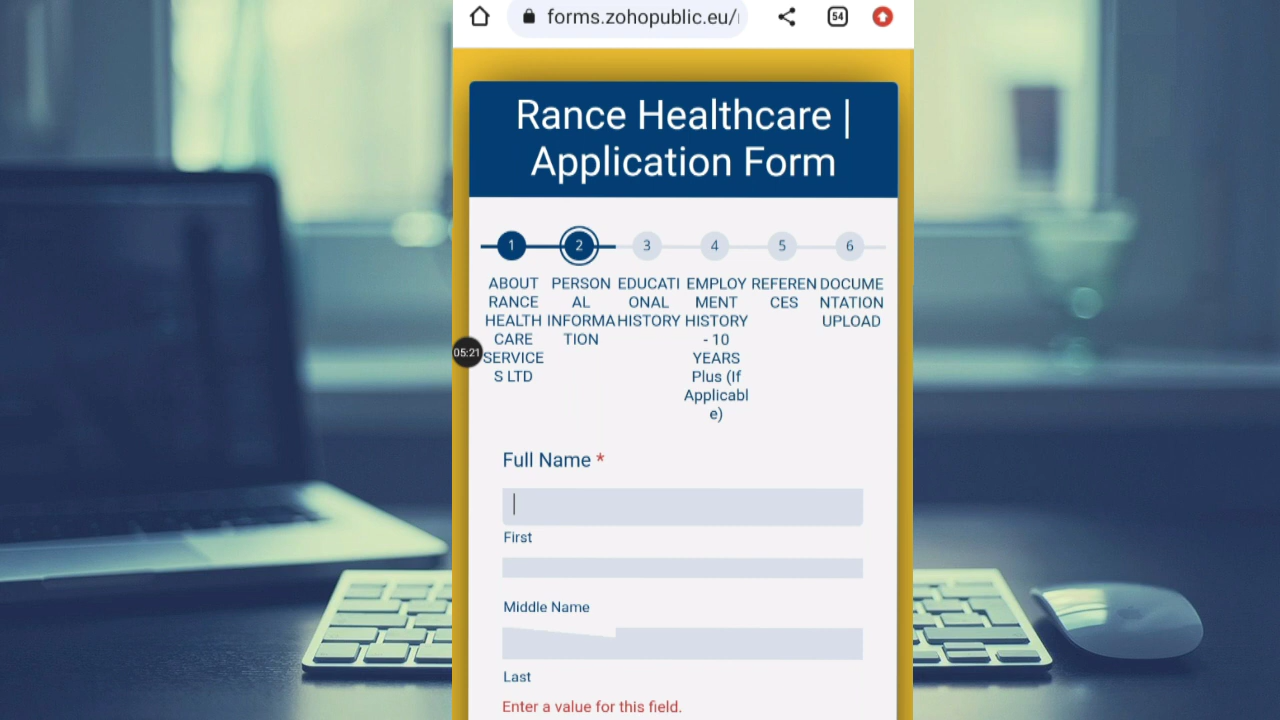 forms.zohopublic.eu/
54
Rance Healthcare |
Application Form
1 2 3 4 5 6
ABOUT RANCE HEALTH CARE SERVICE S LTD
PERSON AL INFORMA TION
EDUCATI ONAL HISTORY
EMPLOY MENT HISTORY - 10 YEARS Plus (If Applicabl e)
REFEREN CES
DOCUME NTATION UPLOAD
05:21
Full Name *
First
Middle Name
Last
Enter a value for this field.